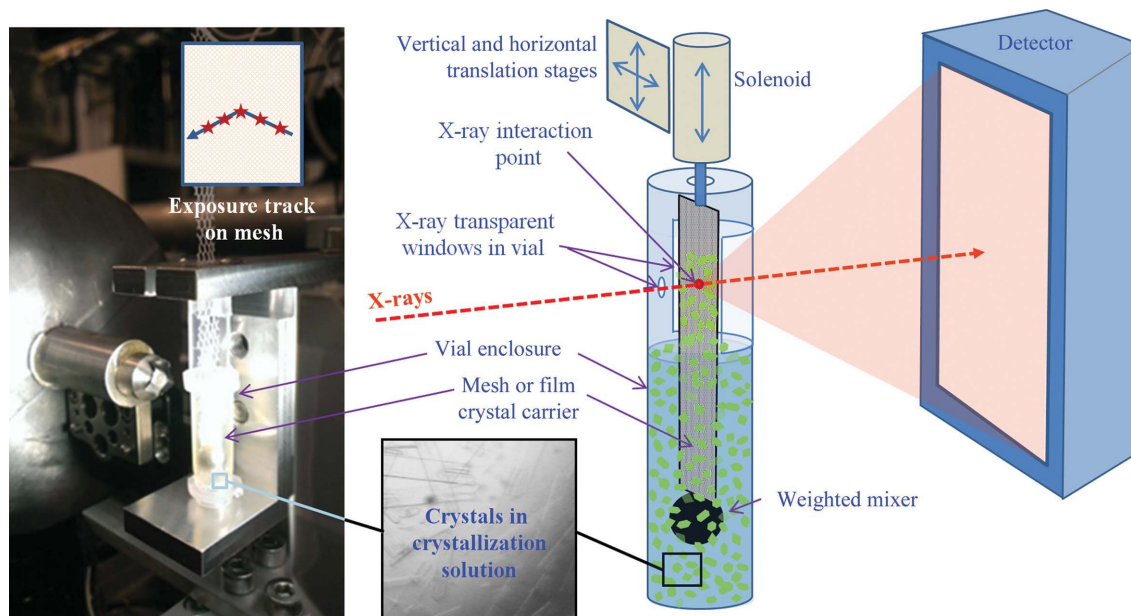 Exposure track
on mesh
Vertical and horizontal
translation stages
Solenoid
Detector
X-ray interaction
point
X-ray transparent
windows in vial
X-rays
Vial enclosure
Mesh or film
crystal carrier
Crystals in
crystallization
solution
Weighted mixer